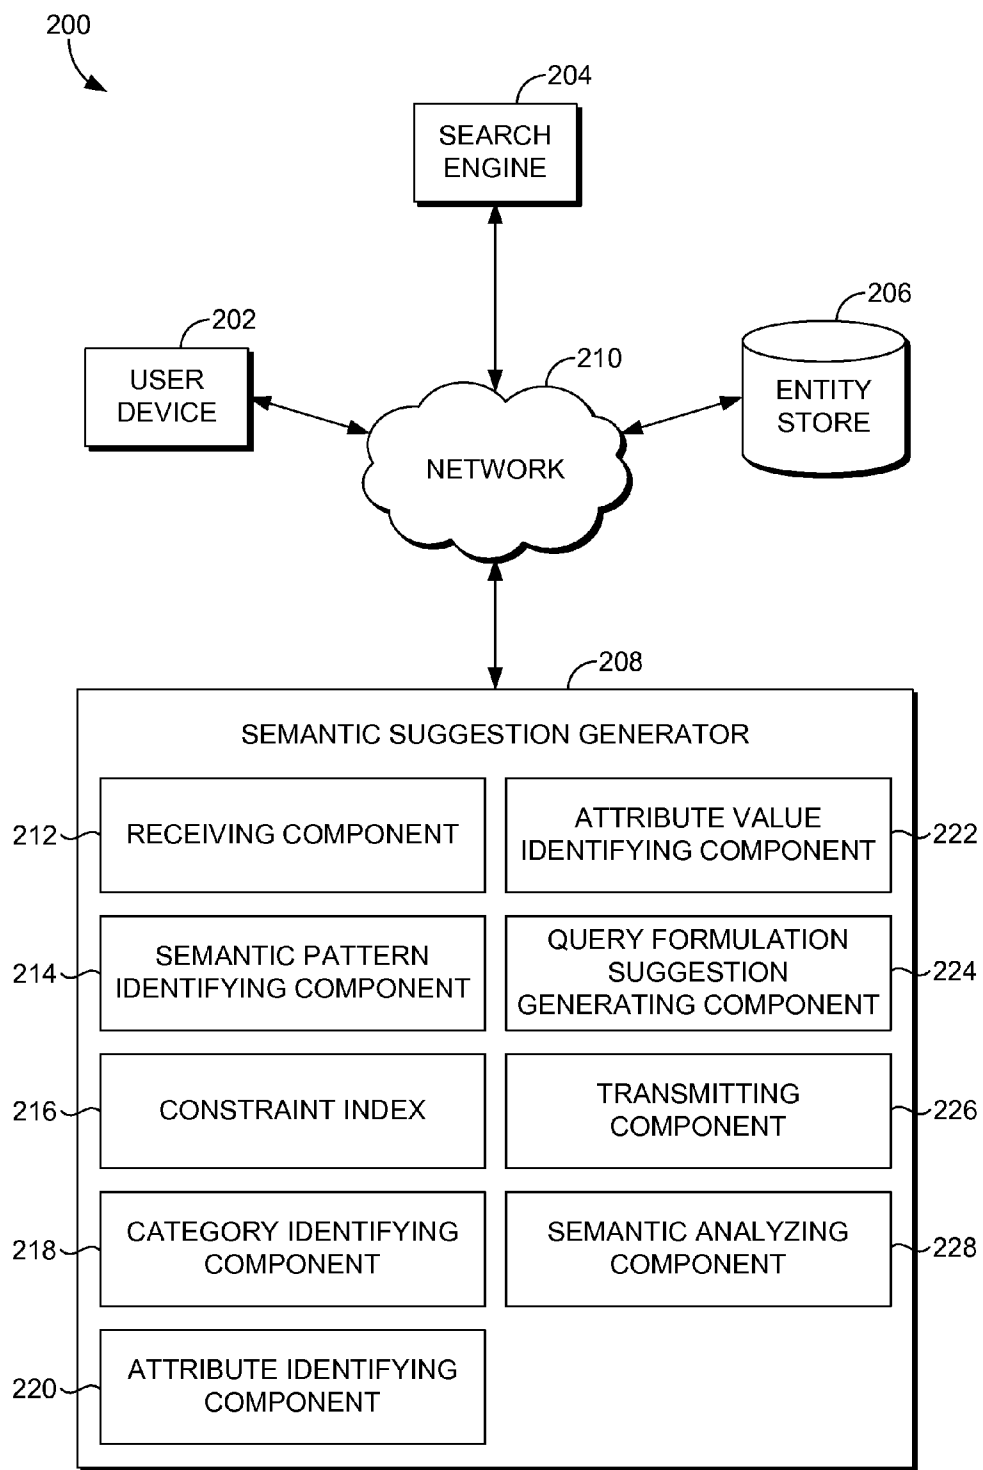 200
204
SEARCH
ENGINE
202
USER
DEVICE
206
ENTITY
STORE
210
NETWORK
208
SEMANTIC SUGGESTION GENERATOR
212
RECEIVING COMPONENT
ATTRIBUTE VALUE
IDENTIFYING COMPONENT
222
214
SEMANTIC PATTERN
IDENTIFYING COMPONENT
QUERY FORMULATION
SUGGESTION
GENERATING COMPONENT
224
216
CONSTRAINT INDEX
TRANSMITTING
COMPONENT
226
218
CATEGORY IDENTIFYING
COMPONENT
SEMANTIC ANALYZING
COMPONENT
228
220
ATTRIBUTE IDENTIFYING
COMPONENT